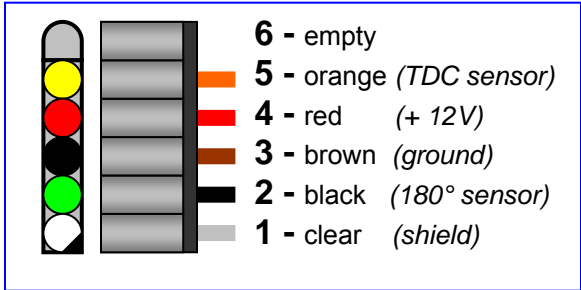 6 - empty
5 - orange (TDC sensor)
4 - red (+ 12V)
3 - brown (ground)
2 - black (180° sensor)
1 - clear (shield)